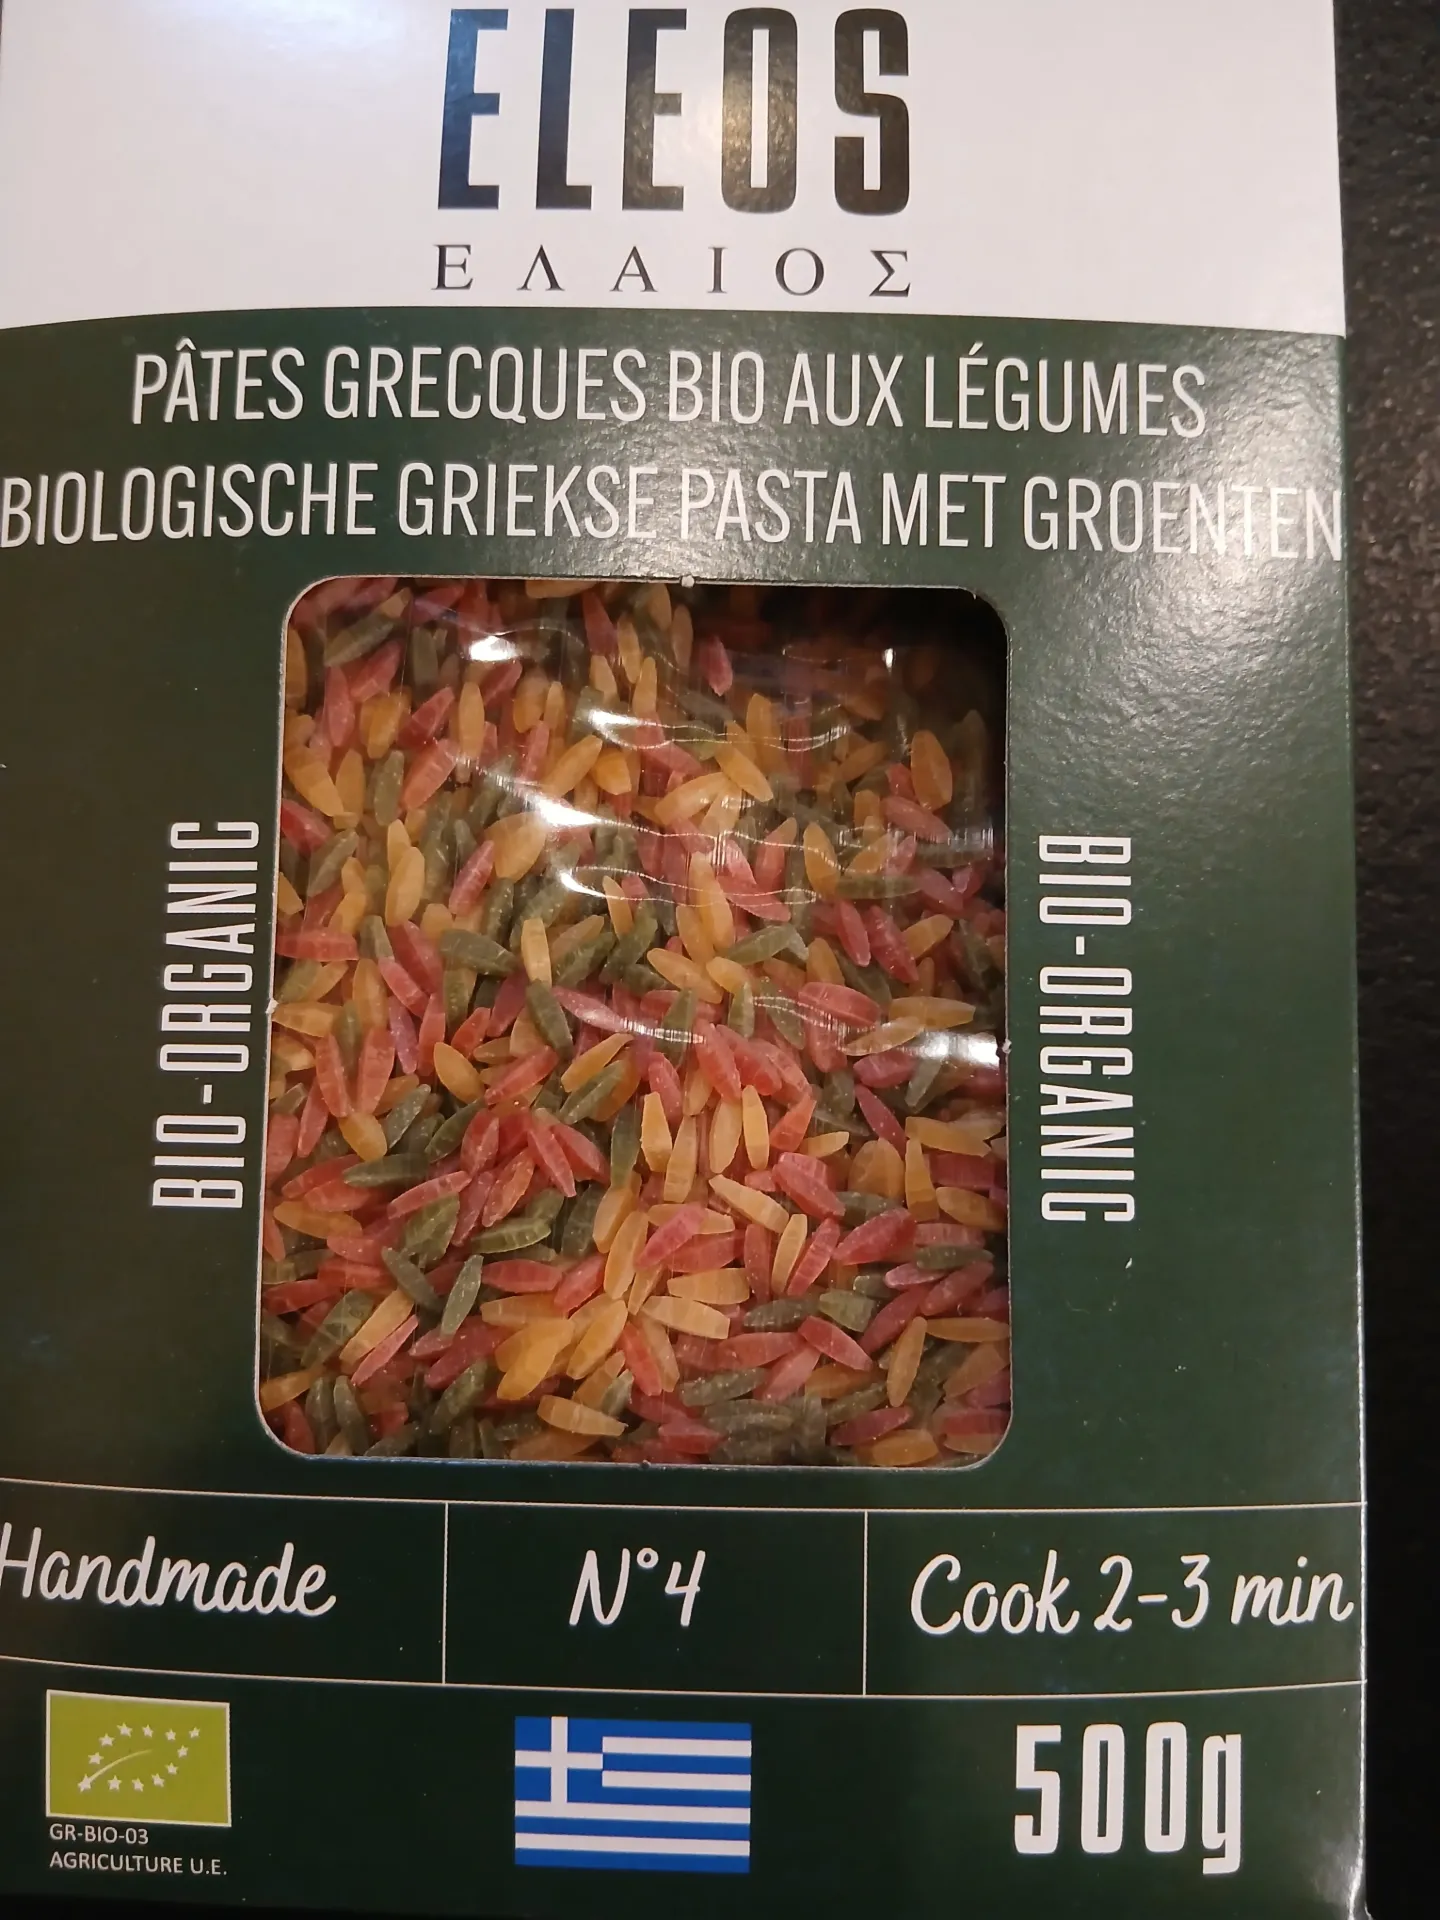 ELEOS
ΕΛΑΙΟΣ
PÂTES GRECQUES BIO AUX LÉGUMES
BIOLOGISCHE GRIEKSE PASTA MET GROENTEN
BIO-ORGANIC
BIO-ORGANIC
Handmade
N°4
Cook 2-3 min
GR-BIO-03
AGRICULTURE U.E.
500g